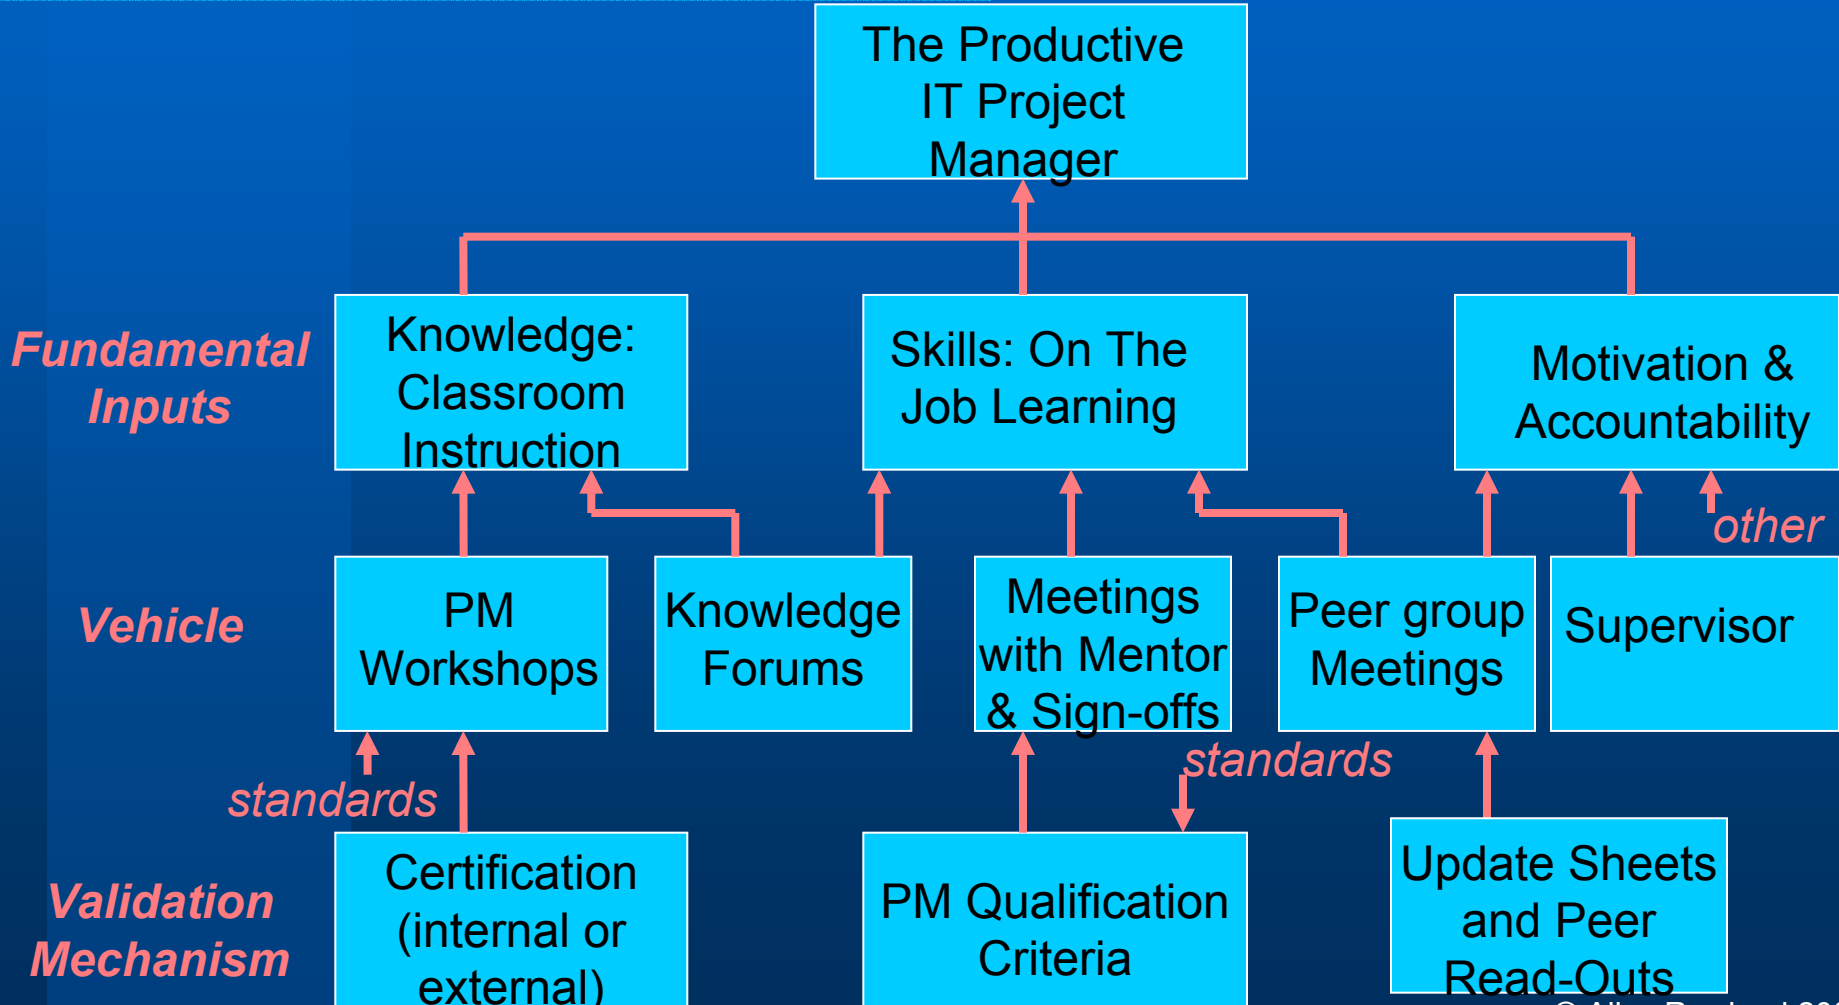 The Productive
IT Project
Manager
Fundamental
Inputs
Knowledge:
Classroom
Instruction
Skills: On The
Job Learning
Motivation &
Accountability
other
Vehicle
PM
Workshops
Knowledge
Forums
Meetings
with Mentor
& Sign-offs
Peer group
Meetings
Supervisor
standards
standards
Validation
Mechanism
Certification
(internal or
external)
PM Qualification
Criteria
Update Sheets
and Peer
Read-Outs